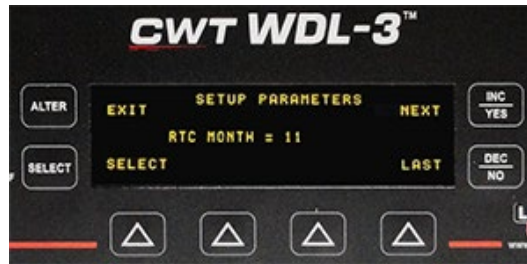 CWT WDL-3™
ALTER
EXIT
SETUP PARAMETERS
NEXT
INC
YES
RTC MONTH = 11
SELECT
SELECT
LAST
DEC
NO